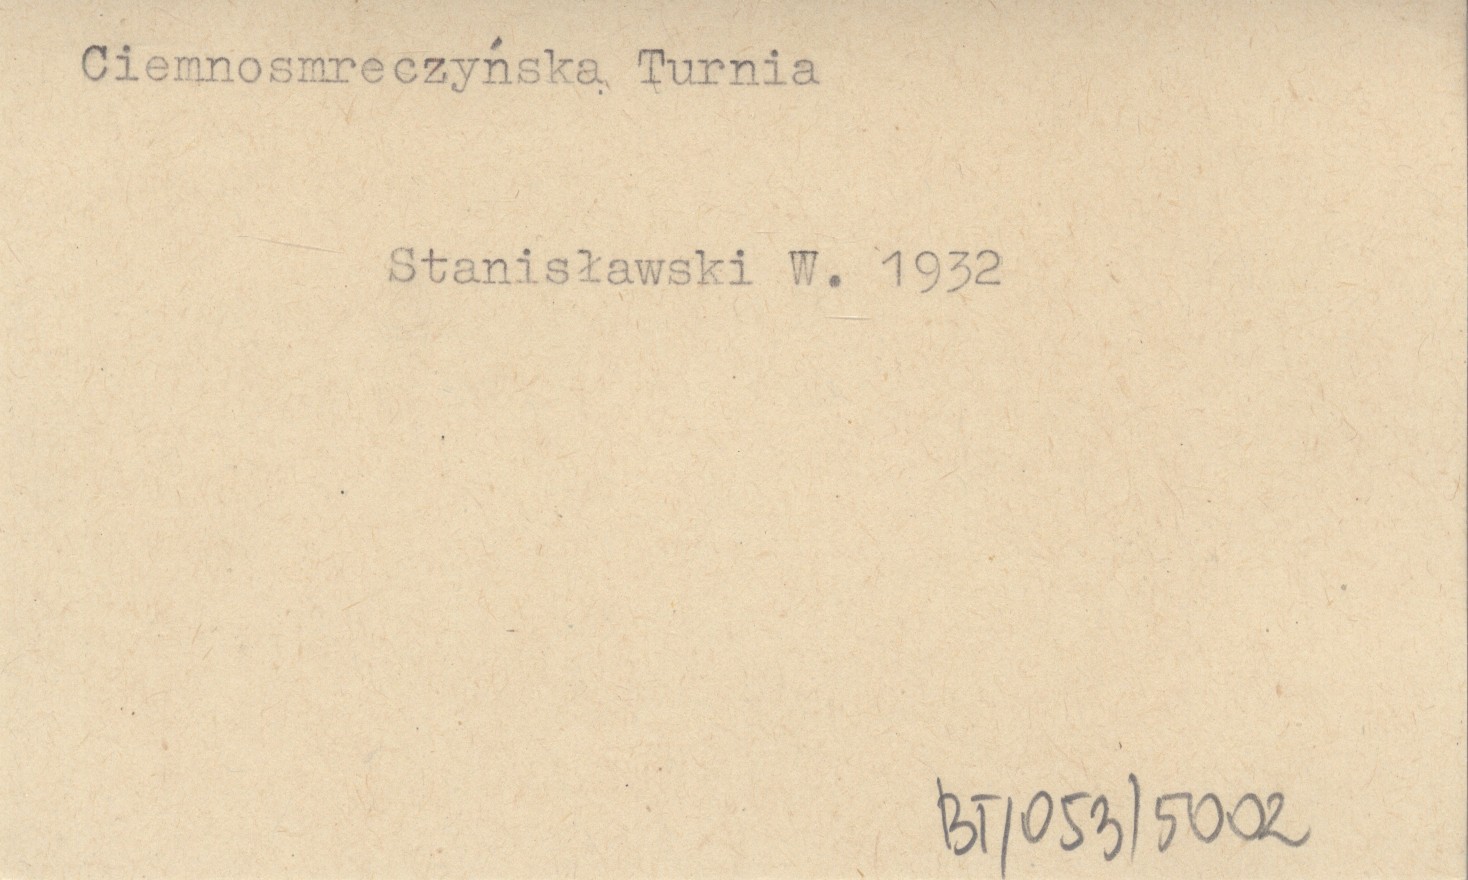 Ciemnosmreczyńska Turnia
Stanisławski W. 1932
BT/053/5002